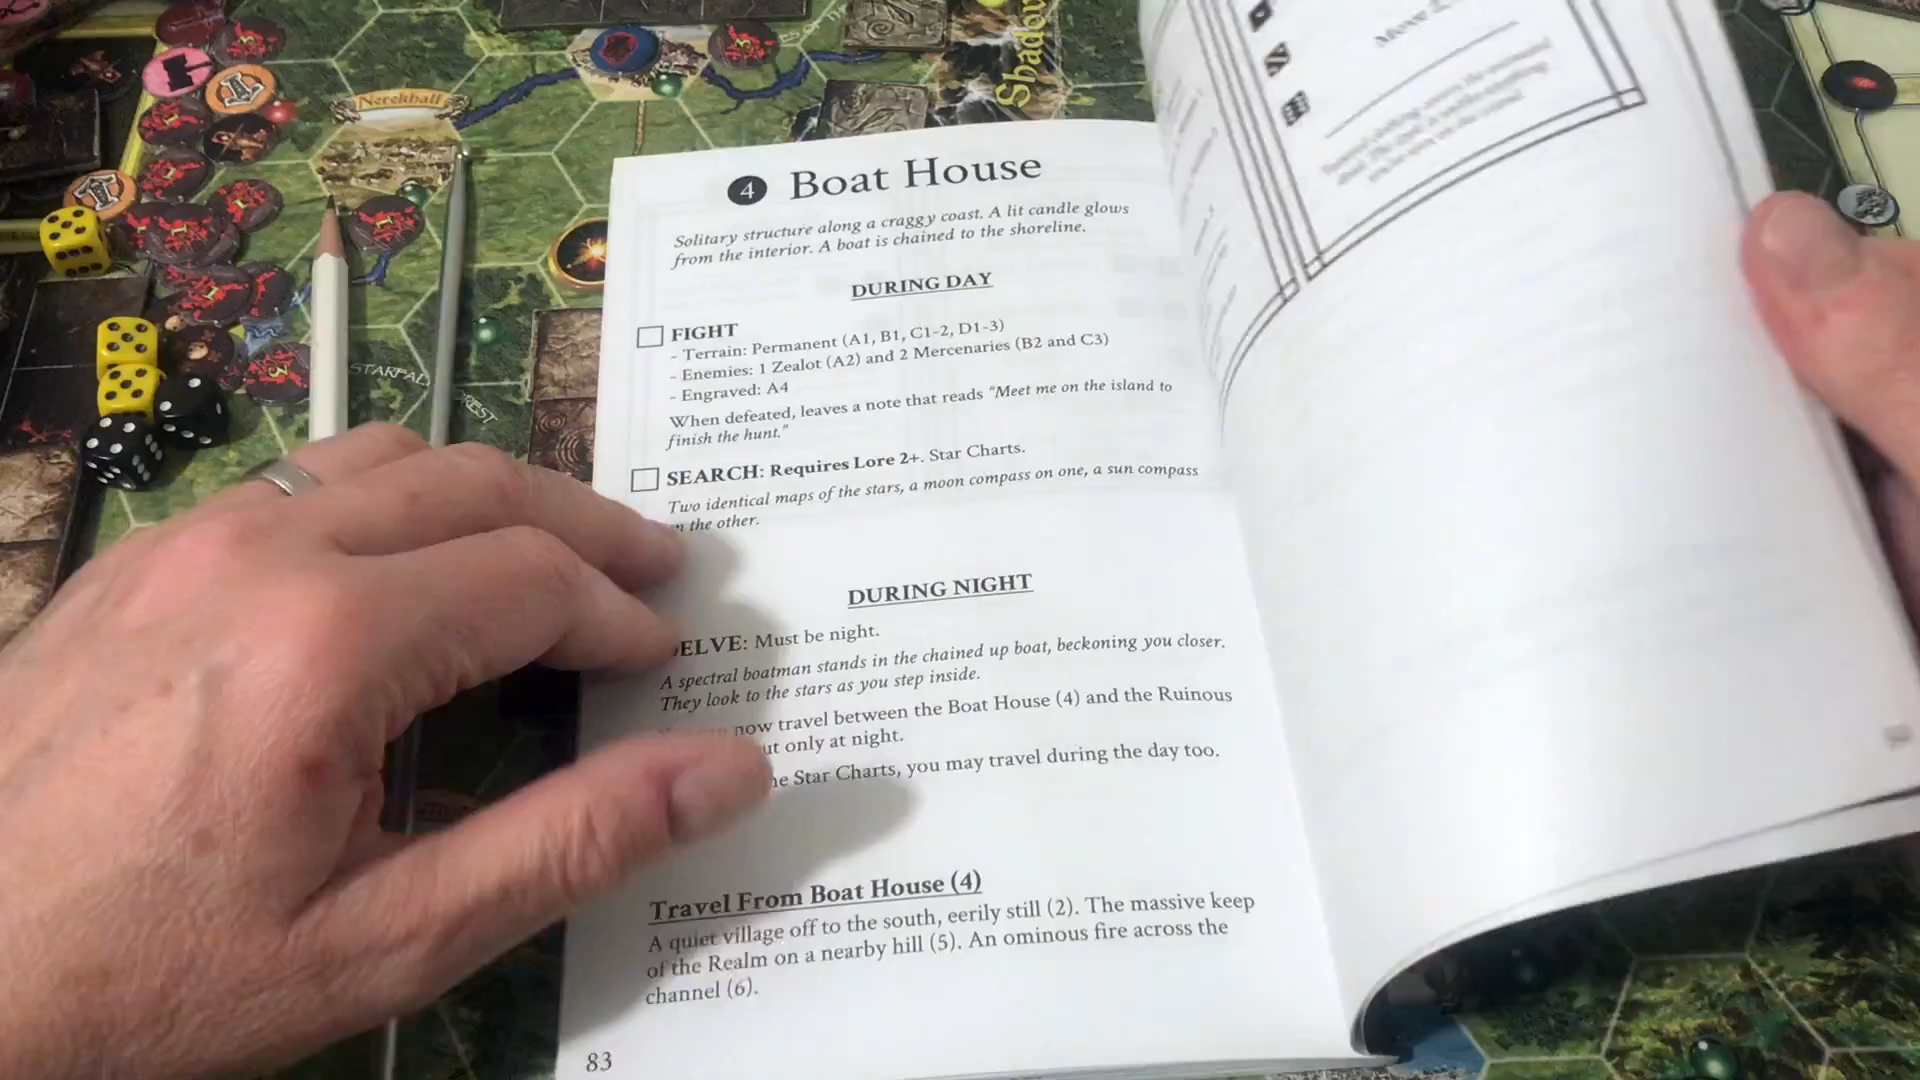 Nerekhall
Shadow
STARFALL
4 Boat House
Solitary structure along a craggy coast. A lit candle glows
from the interior. A boat is chained to the shoreline.
DURING DAY
FIGHT
- Terrain: Permanent (A1, B1, C1-2, D1-3)
- Enemies: 1 Zealot (A2) and 2 Mercenaries (B2 and C3)
- Engraved: A4
When defeated, leaves a note that reads “Meet me on the island to
finish the hunt.”
SEARCH: Requires Lore 2+. Star Charts.
Two identical maps of the stars, a moon compass on one, a sun compass
the other.
DURING NIGHT
ELVE: Must be night.
A spectral boatman stands in the chained up boat, beckoning you closer.
They look to the stars as you step inside.
now travel between the Boat House (4) and the Ruinous
ut only at night.
Star Charts, you may travel during the day too.
Travel From Boat House (4)
A quiet village off to the south, eerily still (2). The massive keep
of the Realm on a nearby hill (5). An ominous fire across the
channel (6).
83